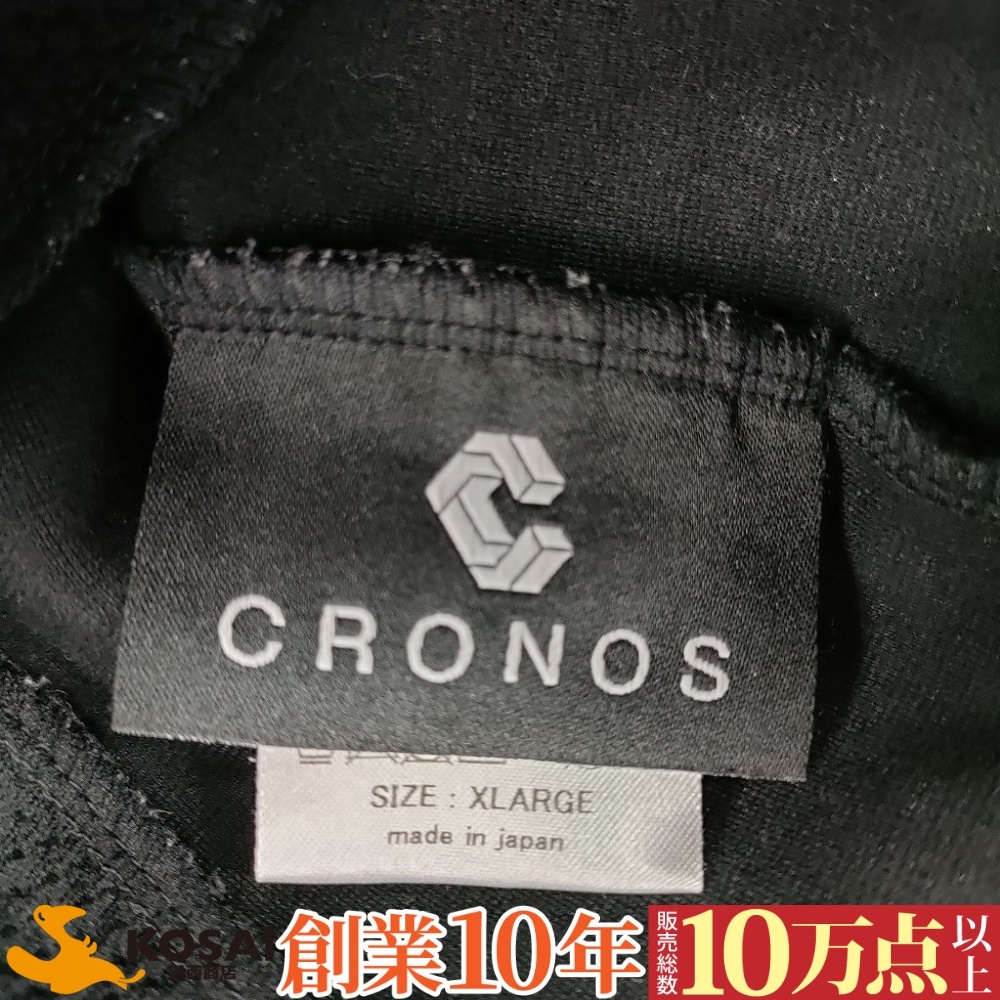 CRONOS
SIZE : XLARGE
made in japan
KOSAI
創業10年
販売総数
10万点以上